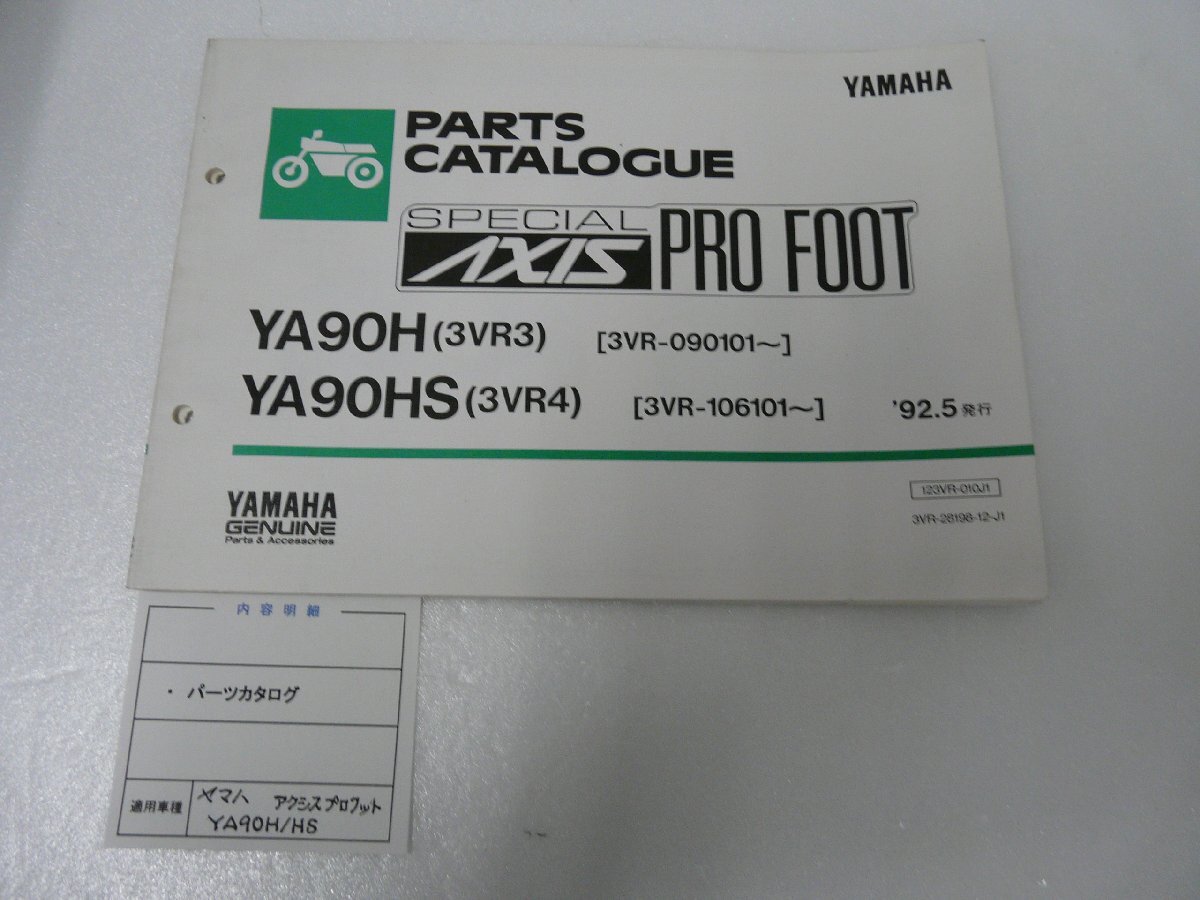 YAMAHA
PARTS
CATALOGUE
SPECIAL
AXIS PRO FOOT
YA90H (3VR3) [3VR-090101~]
YA90HS (3VR4) [3VR-106101~] '92.5 発行
123VR-010J1
3VR-28198-12-J1
YAMAHA
GENUINE
Parts & Accessories
内容明細
・パーツカタログ
適用車種 ヤマハ アクシスプロフット
YA90H/HS